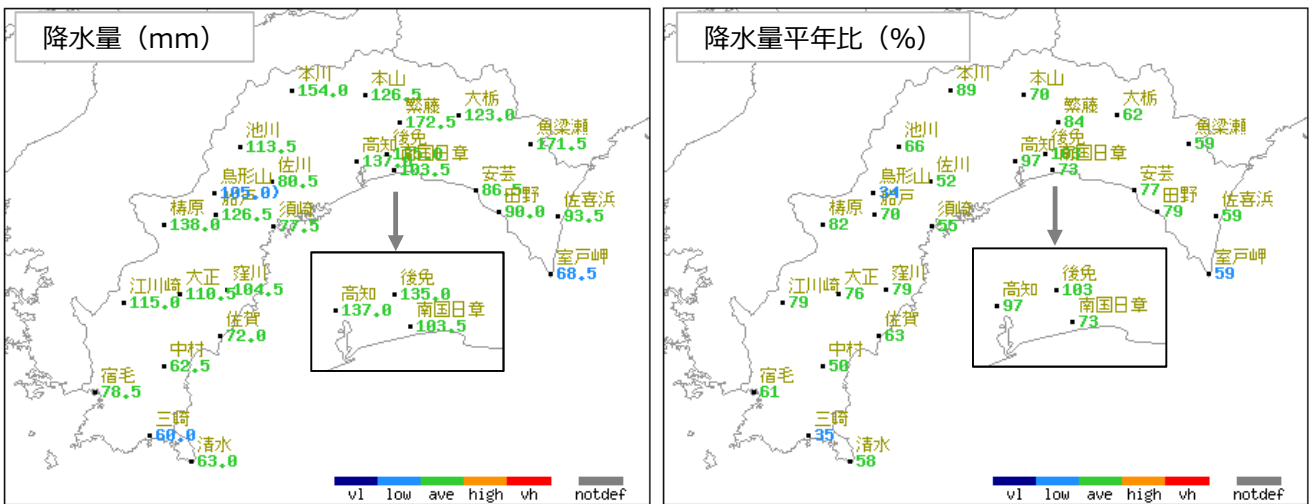 降水量（mm）
本川
154.0
本山
126.5
繁藤
172.5
大栃
123.0
魚梁瀬
171.5
池川
113.5
高知
137.0
後免
南国日章
103.5
鳥形山
105.0)
佐川
80.5
船戸
126.5
梼原
138.0
須崎
77.5
安芸
86.5
田野
90.0
佐喜浜
93.5
室戸岬
68.5
江川崎
115.0
大正
110.5
窪川
104.5
佐賀
72.0
中村
62.5
宿毛
78.5
三崎
60.0
清水
63.0
高知
137.0
後免
135.0
南国日章
103.5
vl low ave high vh notdef
降水量平年比（%）
本川
89
本山
70
繁藤
84
大栃
62
魚梁瀬
59
池川
66
高知
97
後免
103
南国日章
73
鳥形山
34
佐川
52
船戸
70
梼原
82
須崎
55
安芸
77
田野
79
佐喜浜
59
室戸岬
59
江川崎
79
大正
76
窪川
79
佐賀
63
中村
50
宿毛
61
三崎
35
清水
58
高知
97
後免
103
南国日章
73
vl low ave high vh notdef